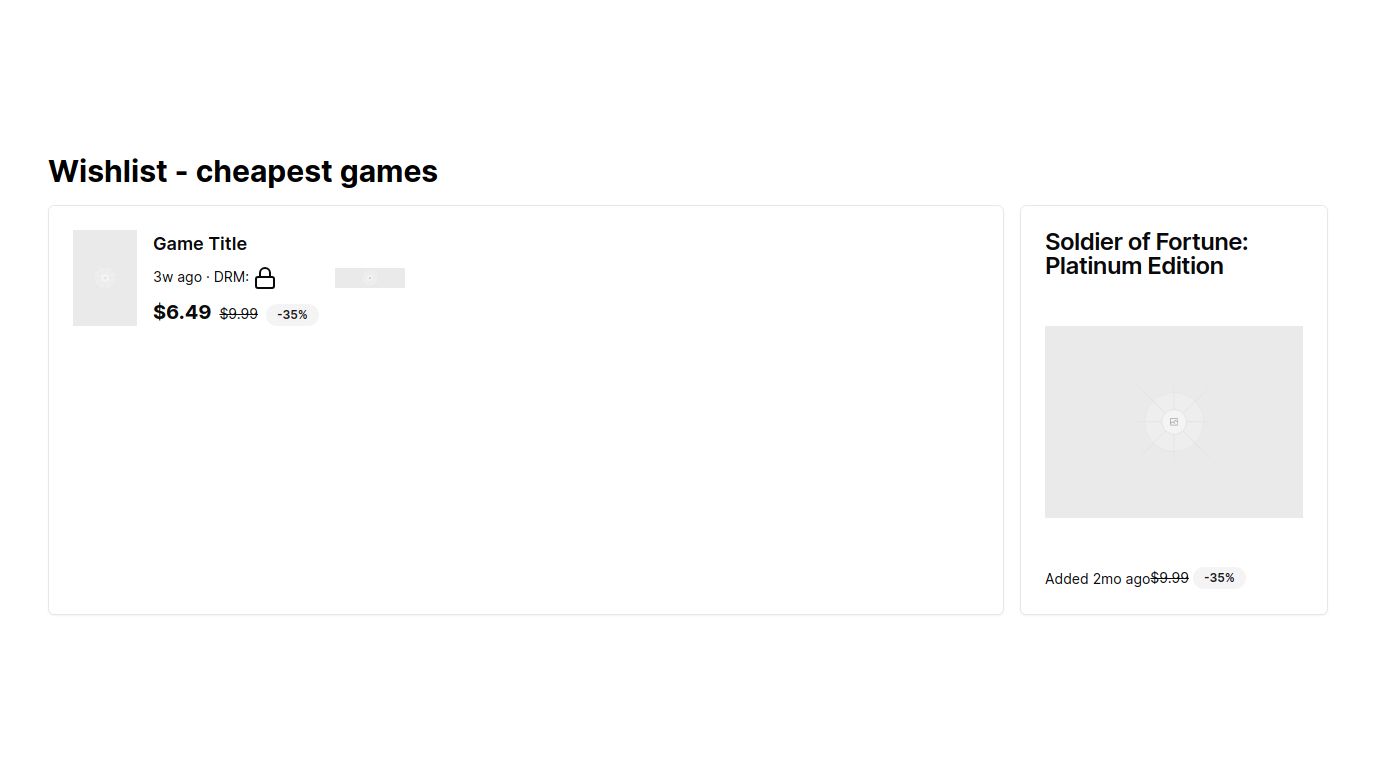 Wishlist - cheapest games
Game Title
3w ago · DRM:
$6.49 $9.99 -35%
Soldier of Fortune:
Platinum Edition
Added 2mo ago$9.99 -35%